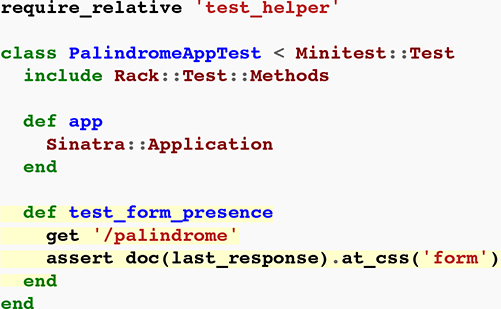 require_relative 'test_helper'
class PalindromeAppTest < Minitest::Test
  include Rack::Test::Methods
  def app
    Sinatra::Application
  end
  def test_form_presence
    get '/palindrome'
    assert doc(last_response).at_css('form')
  end
end